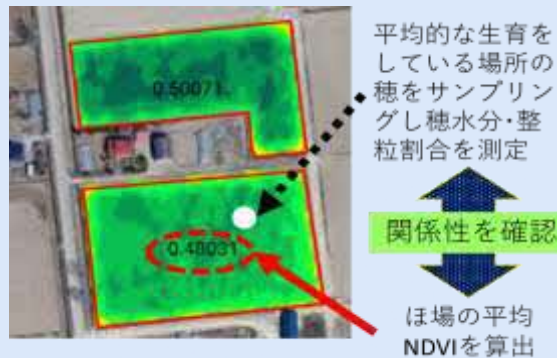 0.50071
0.48031
平均的な生育を
している場所の
穂をサンプリン
グし穂水分・整
粒割合を測定
関係性を確認
ほ場の平均
NDVIを算出